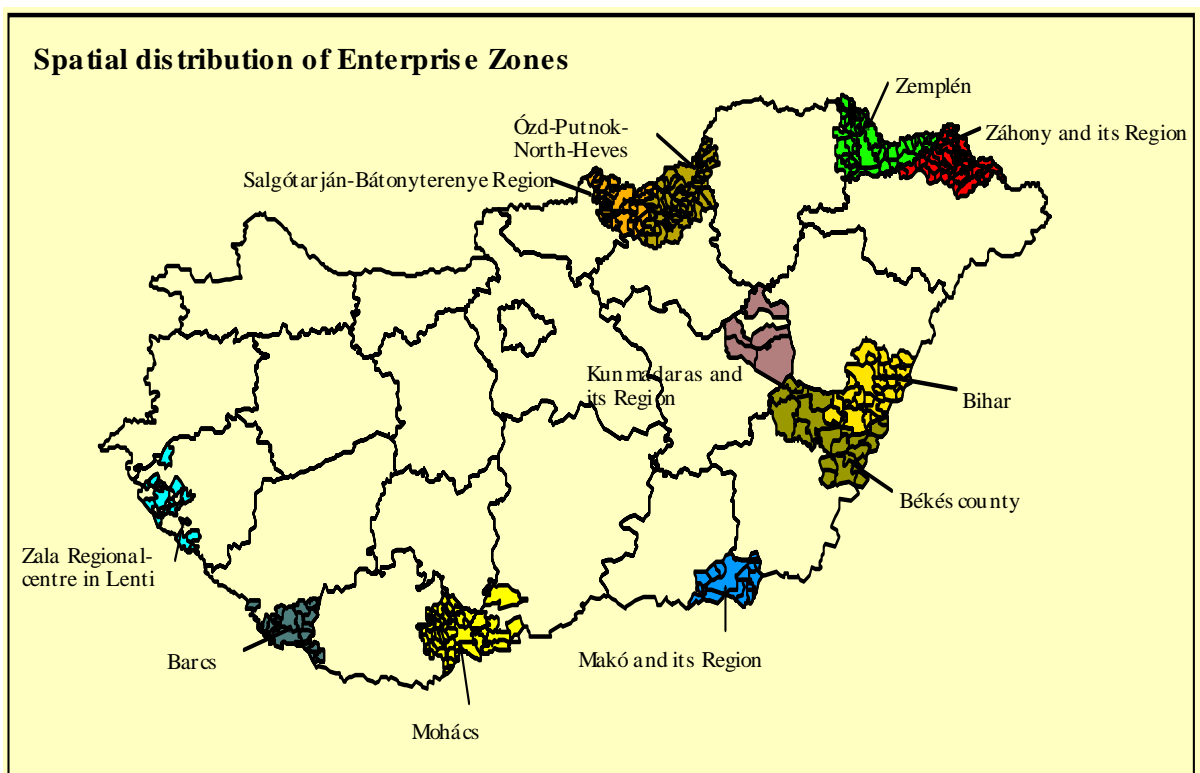 Spatial distribution of Enterprise Zones
Zemplén
Ózd-Putnok-
North-Heves
Záhony and its Region
Salgótarján-Bátonyterenye Region
Kunmadaras and
its Region
Bihar
Békés county
Zala Regional-
centre in Lenti
Barcs
Makó and its Region
Mohács